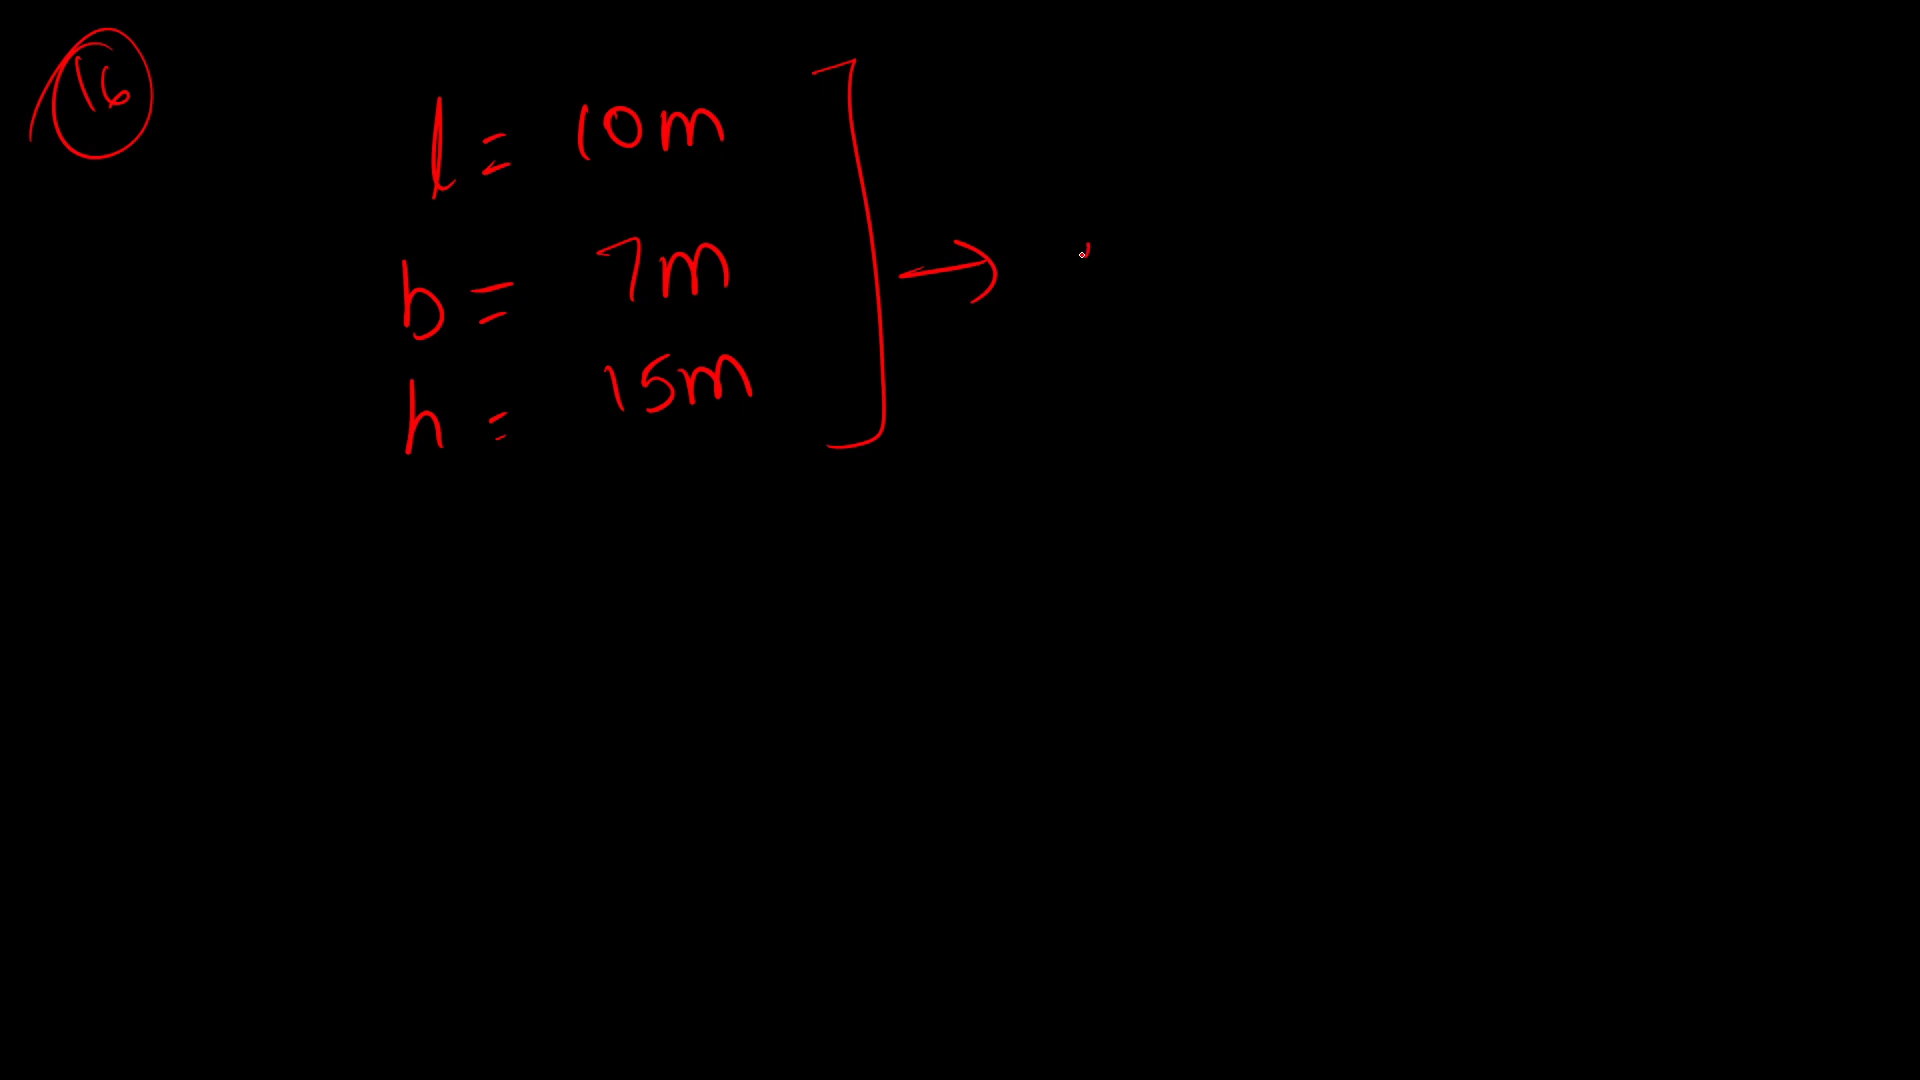 16
l = 10m
b = 7m
h = 15m